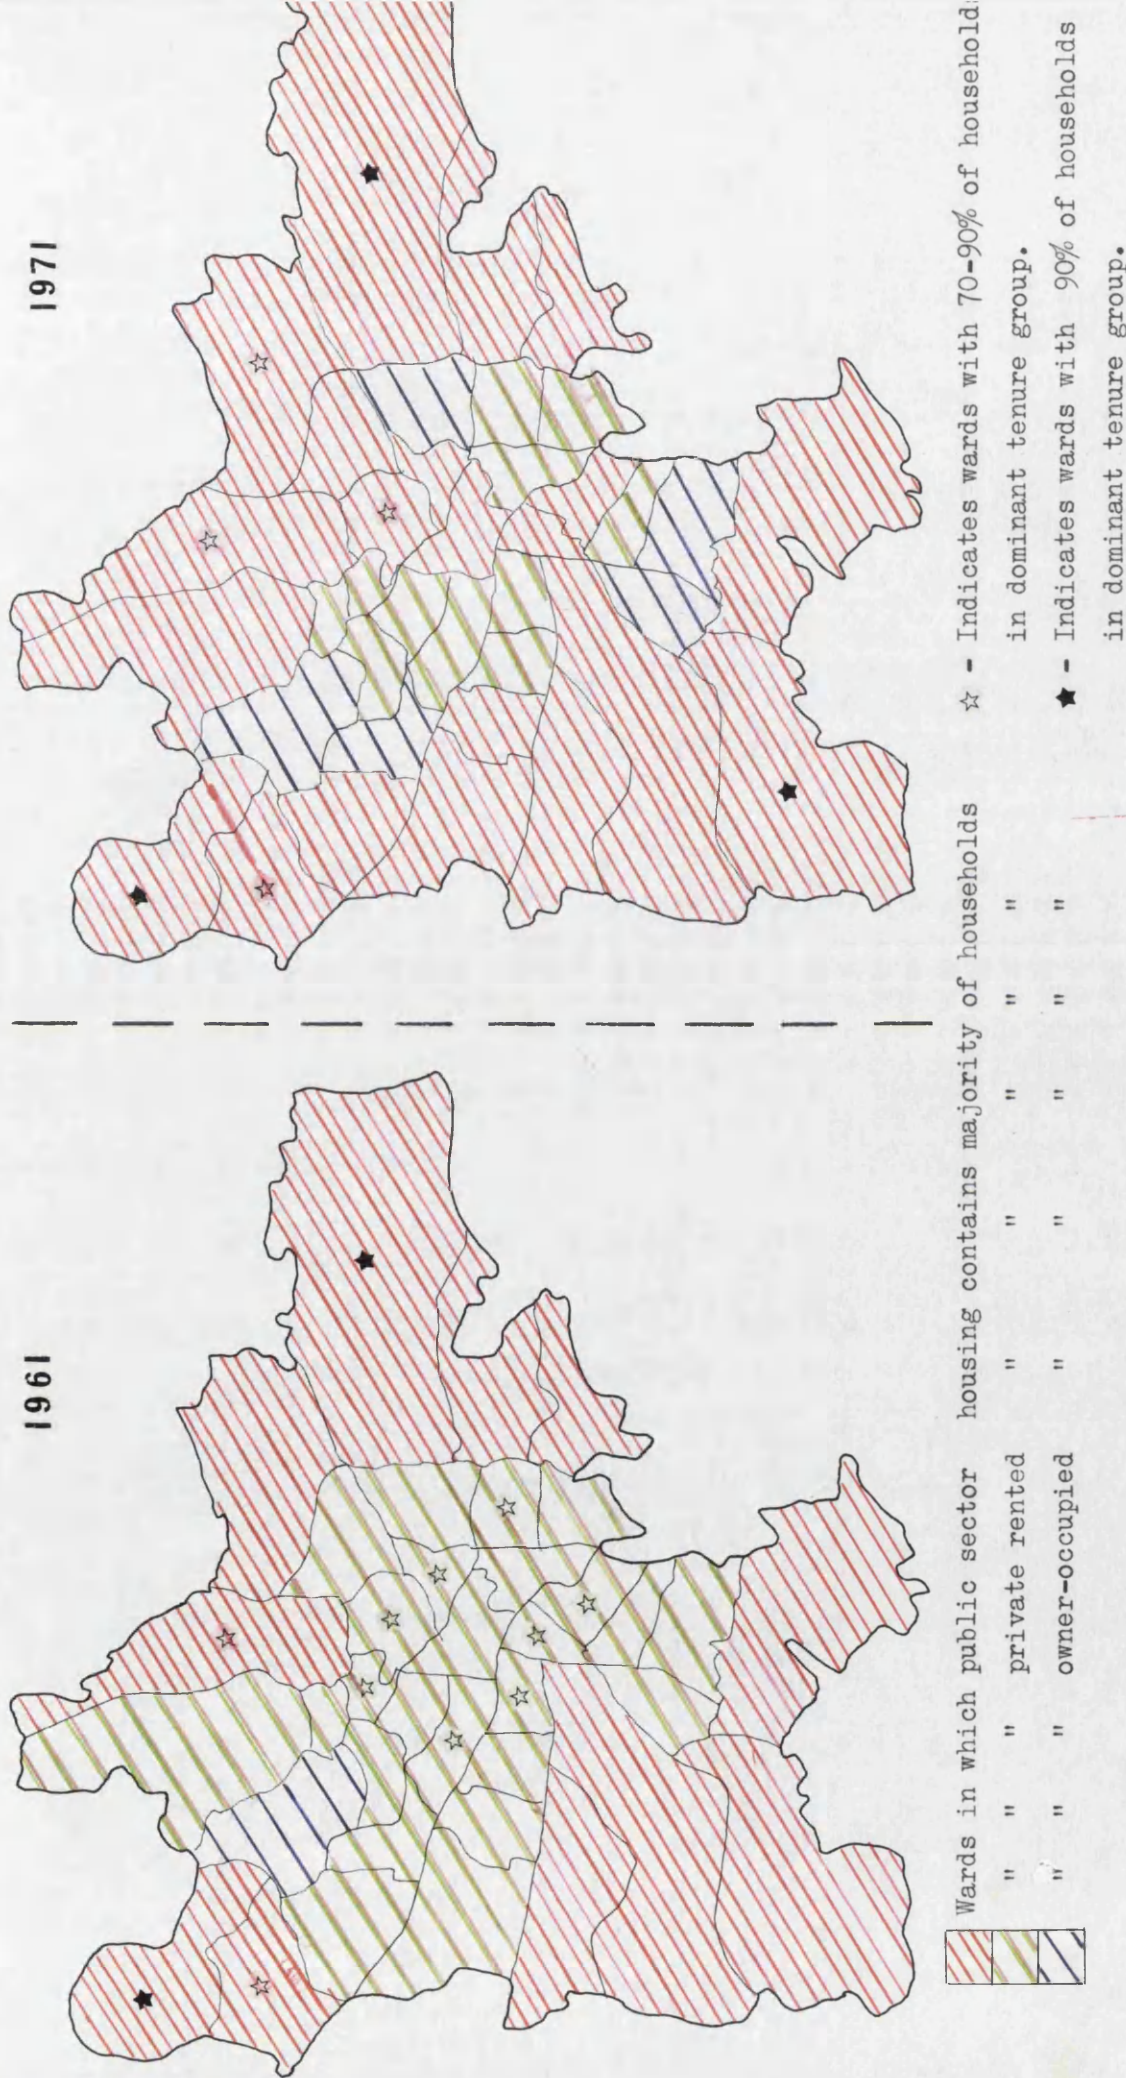 1961
1971
Wards in which public sector housing contains majority of households
" " " private rented " " " " " "
" " " owner-occupied " " " " " "
☆ - Indicates wards with 70-90% of households
in dominant tenure group.
★ - Indicates wards with 90% of households
in dominant tenure group.